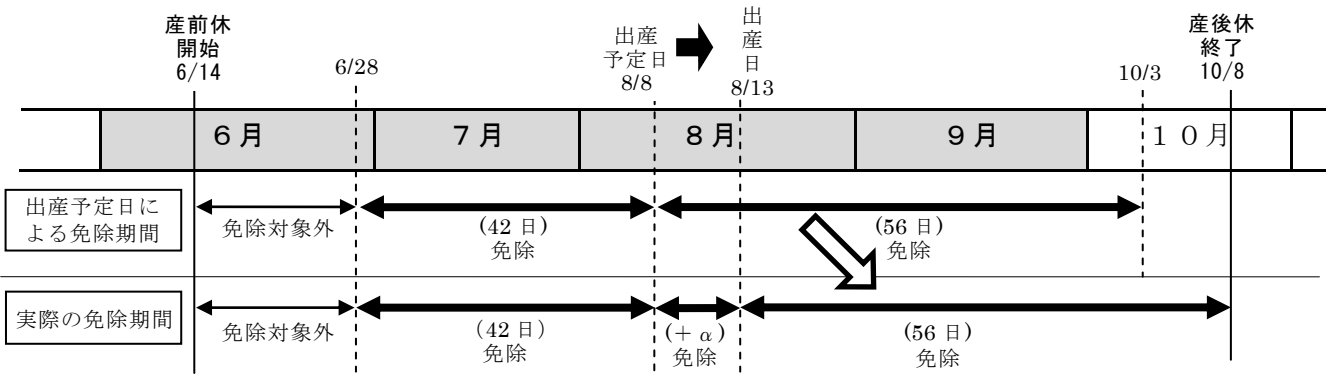 産前休
開始
6/14
6/28
出産
予定日
8/8
出
産
日
8/13
10/3
産後休
終了
10/8
６月
７月
８月
９月
１０月
出産予定日に
よる免除期間
免除対象外
(42 日)
免除
(56 日)
免除
実際の免除期間
免除対象外
（42 日）
免除
(＋ α)
免除
(56 日)
免除